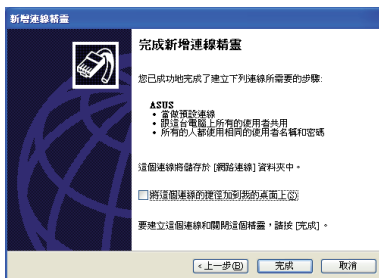 新增連線精靈
完成新增連線精靈
您已成功地完成了建立下列連線所需要的步驟:
ASUS
• 當做預設連線
• 跟這台電腦上所有的使用者共用
• 所有的人都使用相同的使用者名稱和密碼
這個連線將儲存於 [網路連線] 資料夾中。
將這個連線的捷徑加到我的桌面上(S)
要建立這個連線和關閉這個精靈，請按 [完成]。
<上一步(B)
完成
取消